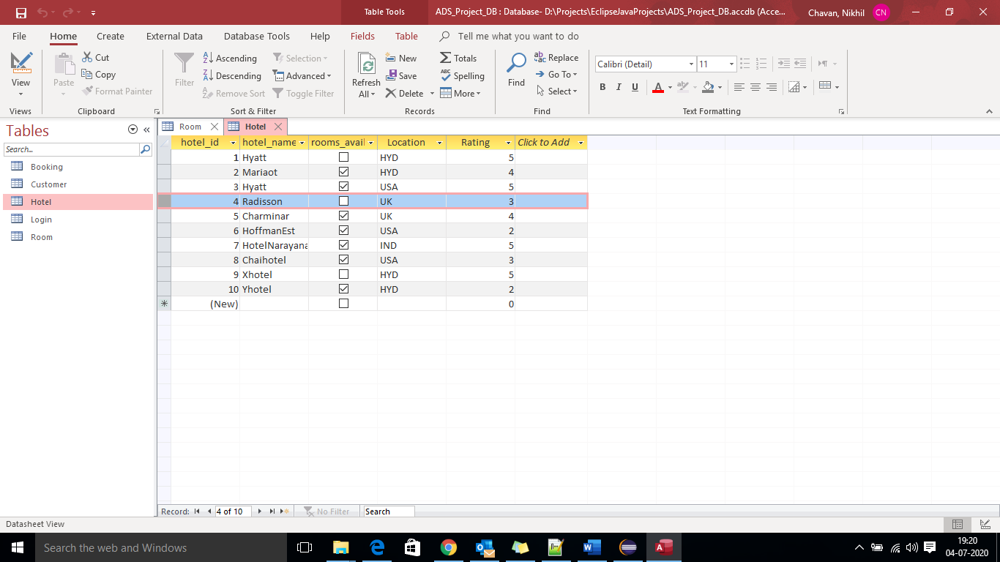 Table Tools
ADS_Project_DB : Database- D:\Projects\EclipseJavaProjects\ADS_Project_DB.accdb (Acce...
Chavan, Nikhil
CN
File
Home
Create
External Data
Database Tools
Help
Fields
Table
Tell me what you want to do
View
Views
Paste
Cut
Copy
Format Painter
Clipboard
Filter
Ascending
Descending
Remove Sort
Selection
Advanced
Toggle Filter
Sort & Filter
Refresh
All
New
Save
Delete
Totals
Spelling
More
Records
Find
Replace
Go To
Select
Find
Calibri (Detail)
11
B I U
Text Formatting
Tables
Search...
Booking
Customer
Hotel
Login
Room
Room
Hotel
hotel_id hotel_name rooms_avail Location Rating Click to Add
1 Hyatt HYD 5
2 Mariaot HYD 4
3 Hyatt USA 5
4 Radisson UK 3
5 Charminar UK 4
6 HoffmanEst USA 2
7 HotelNarayana IND 5
8 Chaihotel USA 3
9 Xhotel HYD 5
10 Yhotel HYD 2
(New) 0
Record: 4 of 10 No Filter Search
Datasheet View
Search the web and Windows
19:20
04-07-2020